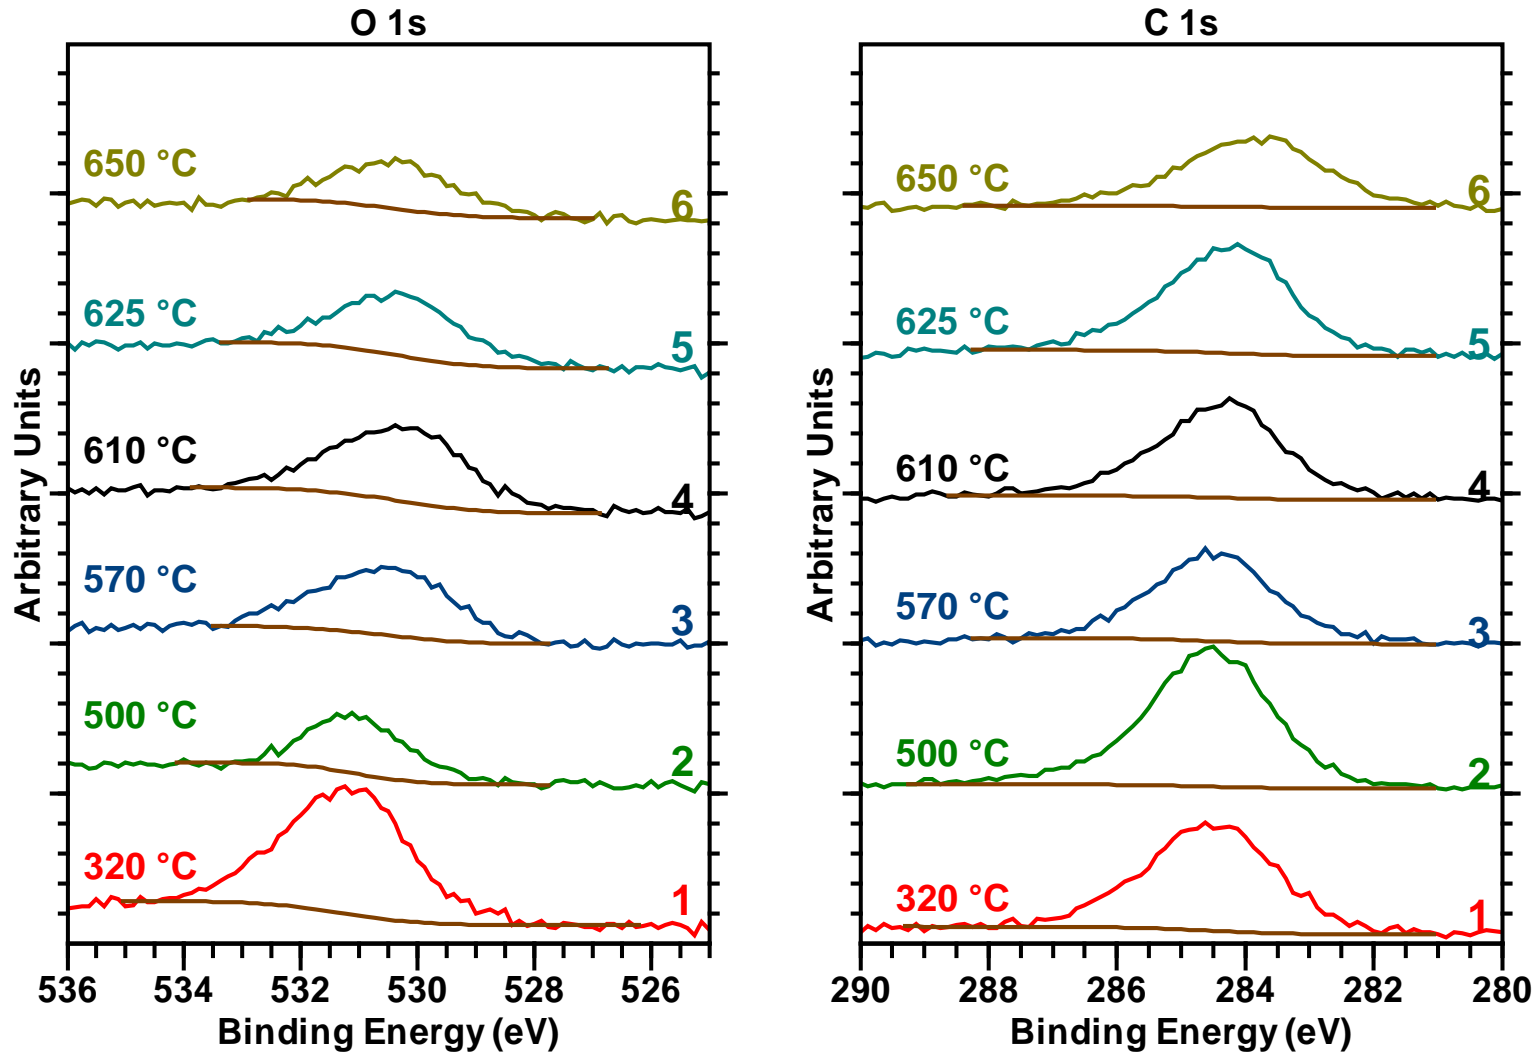 O 1s
Arbitrary Units
650 °C
6
625 °C
5
610 °C
4
570 °C
3
500 °C
2
320 °C
1
536 534 532 530 528 526
Binding Energy (eV)
C 1s
Arbitrary Units
650 °C
6
625 °C
5
610 °C
4
570 °C
3
500 °C
2
320 °C
1
290 288 286 284 282 280
Binding Energy (eV)